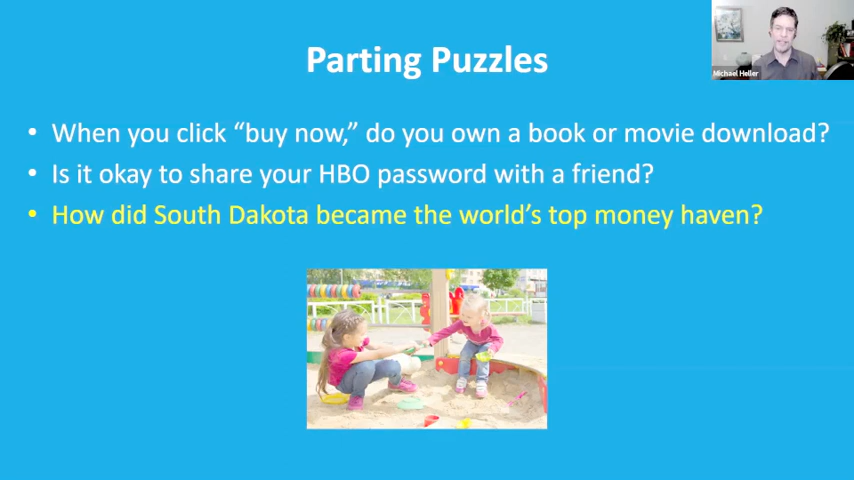 Parting Puzzles
Michael Heller
• When you click “buy now,” do you own a book or movie download?
• Is it okay to share your HBO password with a friend?
• How did South Dakota became the world’s top money haven?